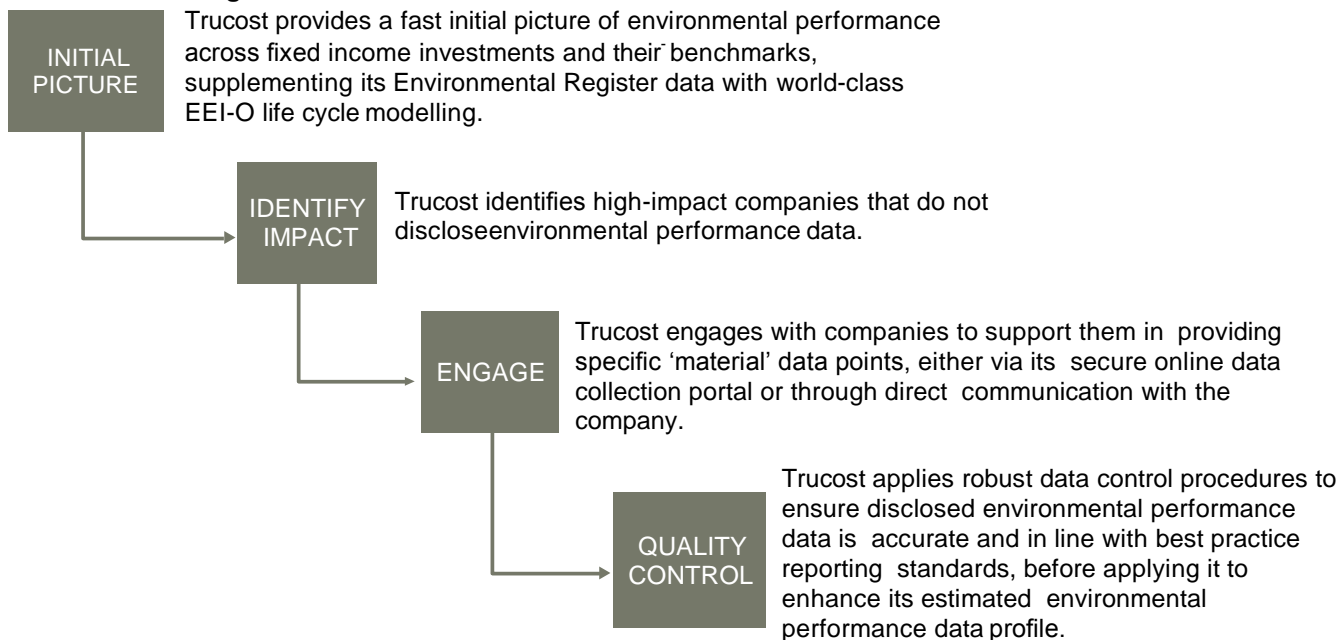 Trucost provides a fast initial picture of environmental performance
across fixed income investments and their- benchmarks,
supplementing its Environmental Register data with world-class
EEI-O life cycle modelling.
INITIAL
PICTURE
IDENTIFY
IMPACT
Trucost identifies high-impact companies that do not
discloseenvironmental performance data.
ENGAGE
Trucost engages with companies to support them in providing
specific ‘material’ data points, either via its secure online data
collection portal or through direct communication with the
company.
QUALITY
CONTROL
Trucost applies robust data control procedures to
ensure disclosed environmental performance
data is accurate and in line with best practice
reporting standards, before applying it to
enhance its estimated environmental
performance data profile.